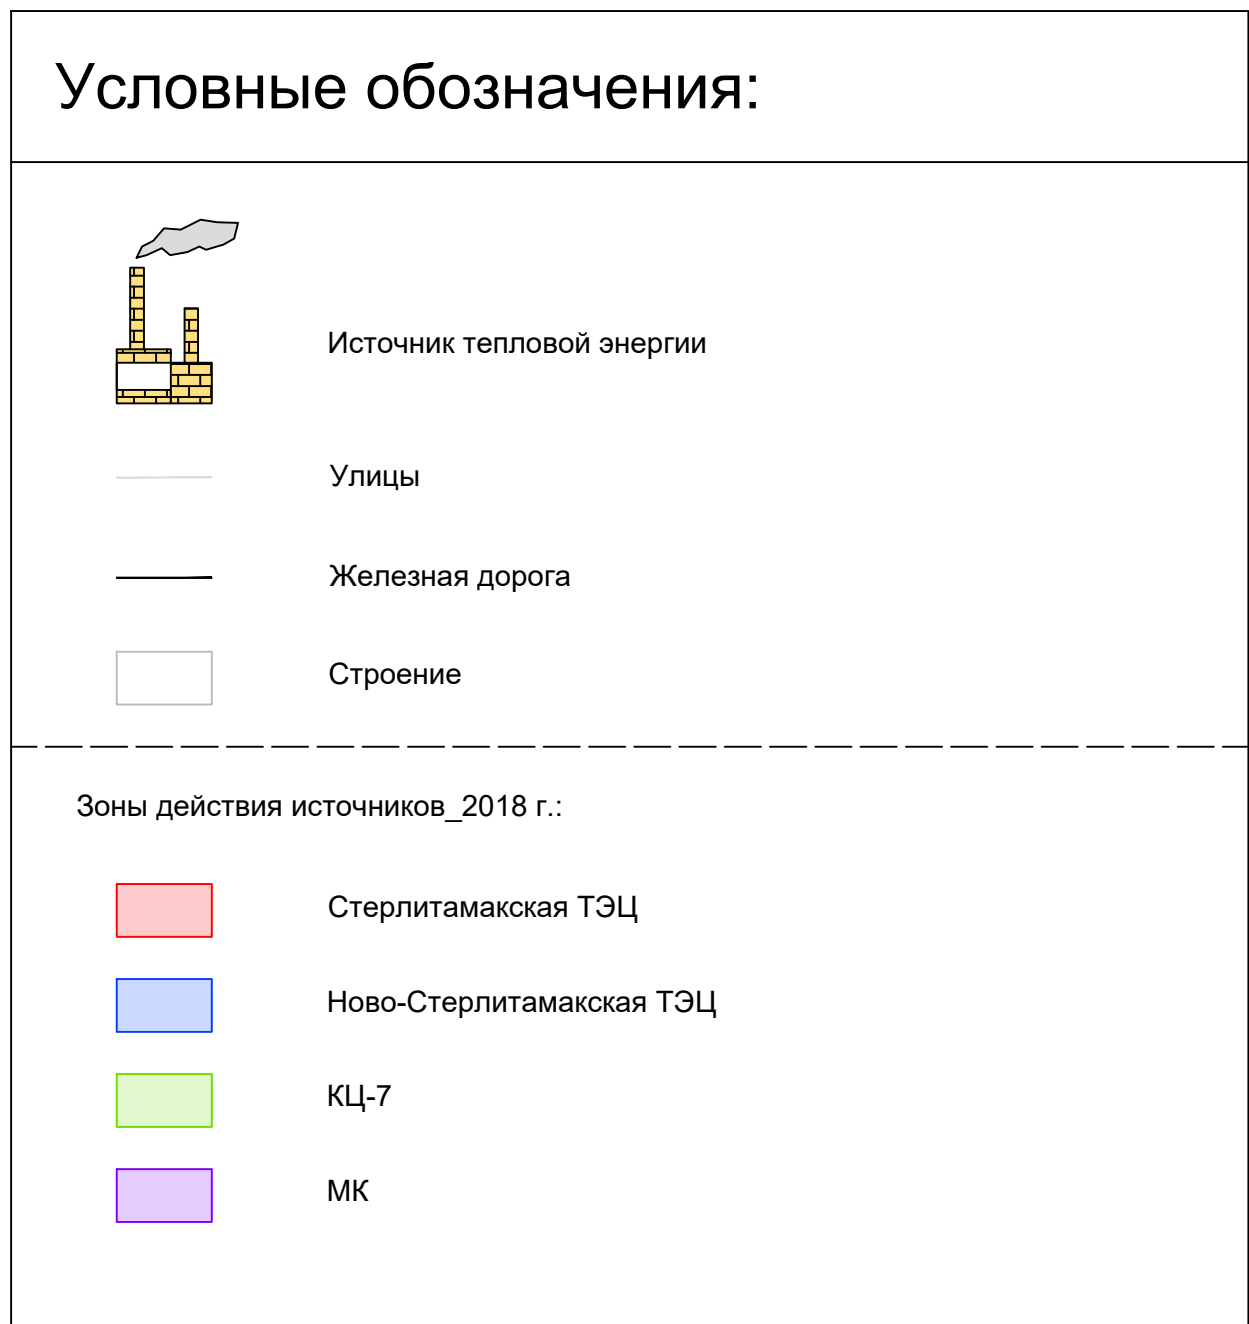 Условные обозначения:
Источник тепловой энергии
Улицы
Железная дорога
Строение
Зоны действия источников_2018 г.:
Стерлитамакская ТЭЦ
Ново-Стерлитамакская ТЭЦ
КЦ-7
МК